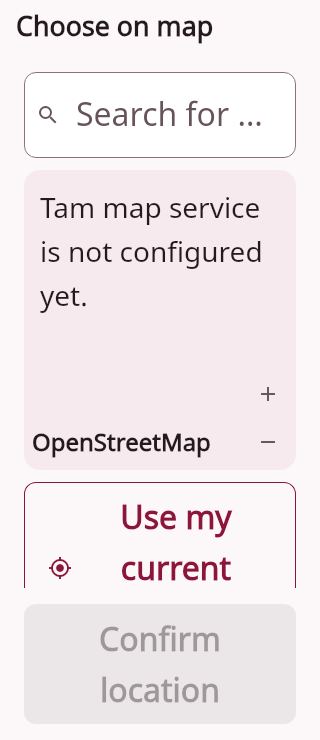 Choose on map
Search for ...
Tam map service
is not configured
yet.
OpenStreetMap
Use my
current
Confirm
location